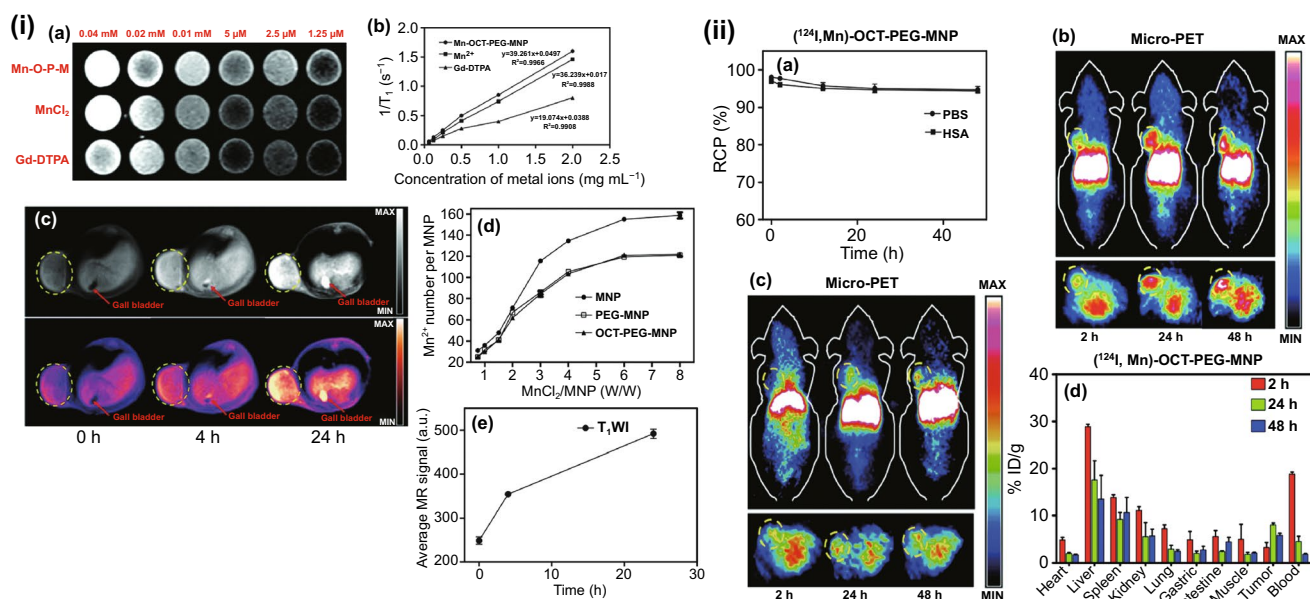 (i)
(a)
0.04 mM 0.02 mM 0.01 mM 5 µM 2.5 µM 1.25 µM
Mn-O-P-M
MnCl₂
Gd-DTPA
(b)
1/T₁ (s⁻¹)
2.5
2.0
1.5
1.0
0.5
0.0
Mn-OCT-PEG-MNP
Mn²⁺
Gd-DTPA
y=39.261x+0.0497
R²=0.9966
y=36.239x+0.017
R²=0.9988
y=19.074x+0.0388
R²=0.9908
0.0 0.5 1.0 1.5 2.0 2.5
Concentration of metal ions (mg mL⁻¹)
(c)
MAX
MIN
Gall bladder
Gall bladder
Gall bladder
MAX
MIN
Gall bladder
Gall bladder
Gall bladder
0 h 4 h 24 h
(d)
Mn²⁺ number per MNP
160
140
120
100
80
60
40
20
MNP
PEG-MNP
OCT-PEG-MNP
1 2 3 4 5 6 7 8
MnCl₂/MNP (W/W)
(e)
T₁WI
Average MR signal (a.u.)
500
400
300
200
0 10 20 30
Time (h)
(ii)
(¹²⁴I,Mn)-OCT-PEG-MNP
(a)
RCP (%)
100
90
80
70
60
PBS
HSA
0 20 40
Time (h)
(b)
Micro-PET
MAX
MIN
2 h 24 h 48 h
(c)
Micro-PET
MAX
MIN
2 h 24 h 48 h
(¹²⁴I, Mn)-OCT-PEG-MNP
(d)
% ID/g
40
30
20
10
0
2 h
24 h
48 h
Heart Liver Spleen Kidney Lung Gastric Intestine Muscle Tumor Blood